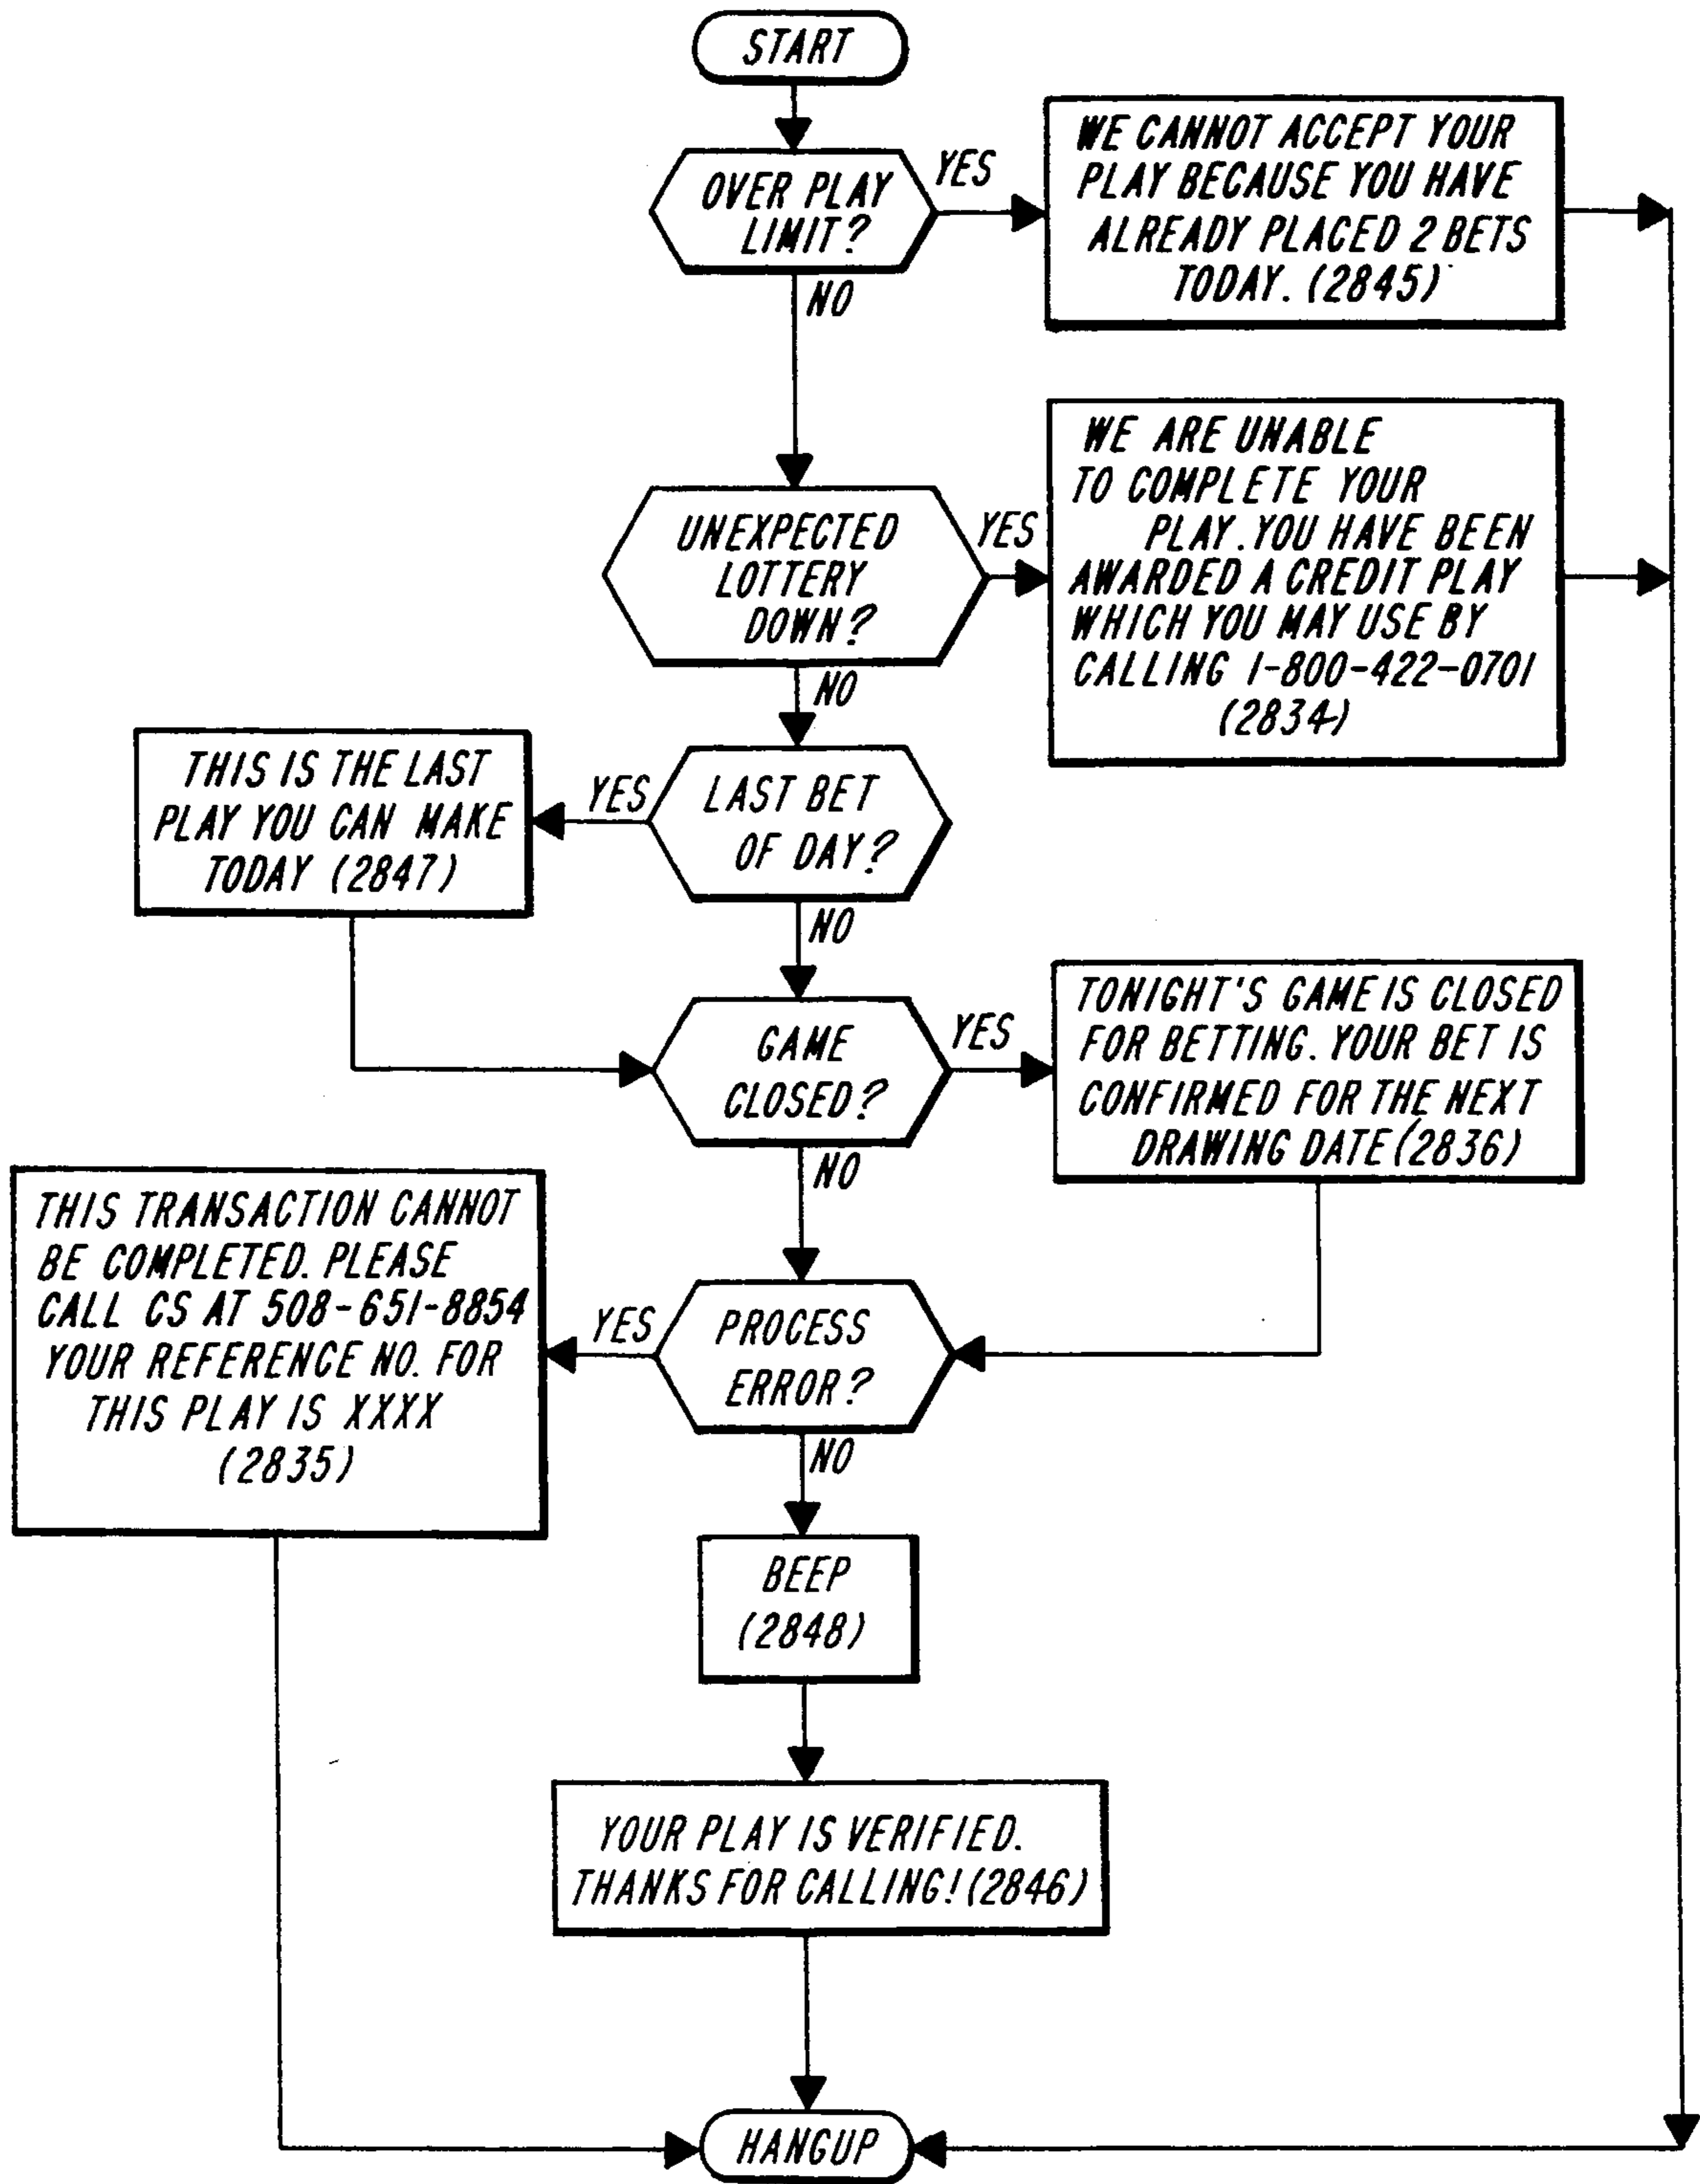 START
OVER PLAY
LIMIT?
YES
WE CANNOT ACCEPT YOUR
PLAY BECAUSE YOU HAVE
ALREADY PLACED 2 BETS
TODAY. (2845)
NO
UNEXPECTED
LOTTERY
DOWN?
YES
WE ARE UNABLE
TO COMPLETE YOUR
PLAY. YOU HAVE BEEN
AWARDED A CREDIT PLAY
WHICH YOU MAY USE BY
CALLING 1-800-422-0701
(2834)
NO
LAST BET
OF DAY?
YES
THIS IS THE LAST
PLAY YOU CAN MAKE
TODAY (2847)
NO
GAME
CLOSED?
YES
TONIGHT'S GAME IS CLOSED
FOR BETTING. YOUR BET IS
CONFIRMED FOR THE NEXT
DRAWING DATE (2836)
NO
PROCESS
ERROR?
YES
THIS TRANSACTION CANNOT
BE COMPLETED. PLEASE
CALL CS AT 508-651-8854
YOUR REFERENCE NO. FOR
THIS PLAY IS XXXX
(2835)
NO
BEEP
(2848)
YOUR PLAY IS VERIFIED.
THANKS FOR CALLING! (2846)
HANGUP